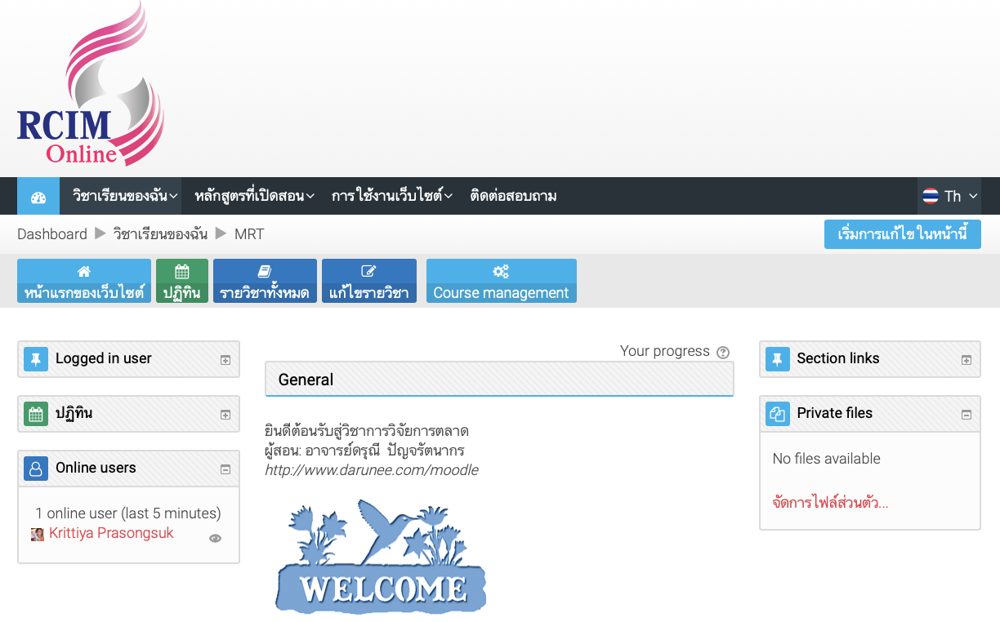 RCIM
Online
วิชาเรียนของฉัน หลักสูตรที่เปิดสอน การใช้งานเว็บไซต์ ติดต่อสอบถาม Th
Dashboard วิชาเรียนของฉัน MRT เริ่มการแก้ไขในหน้านี้
หน้าแรกของเว็บไซต์ ปฏิทิน รายวิชาทั้งหมด แก้ไขรายวิชา Course management
Logged in user
ปฏิทิน
Online users
1 online user (last 5 minutes)
Krittiya Prasongsuk
Your progress
General
ยินดีต้อนรับสู่วิชาการวิจัยการตลาด
ผู้สอน: อาจารย์ดรุณี ปัญจรัตนากร
http://www.darunee.com/moodle
WELCOME
Section links
Private files
No files available
จัดการไฟล์ส่วนตัว...